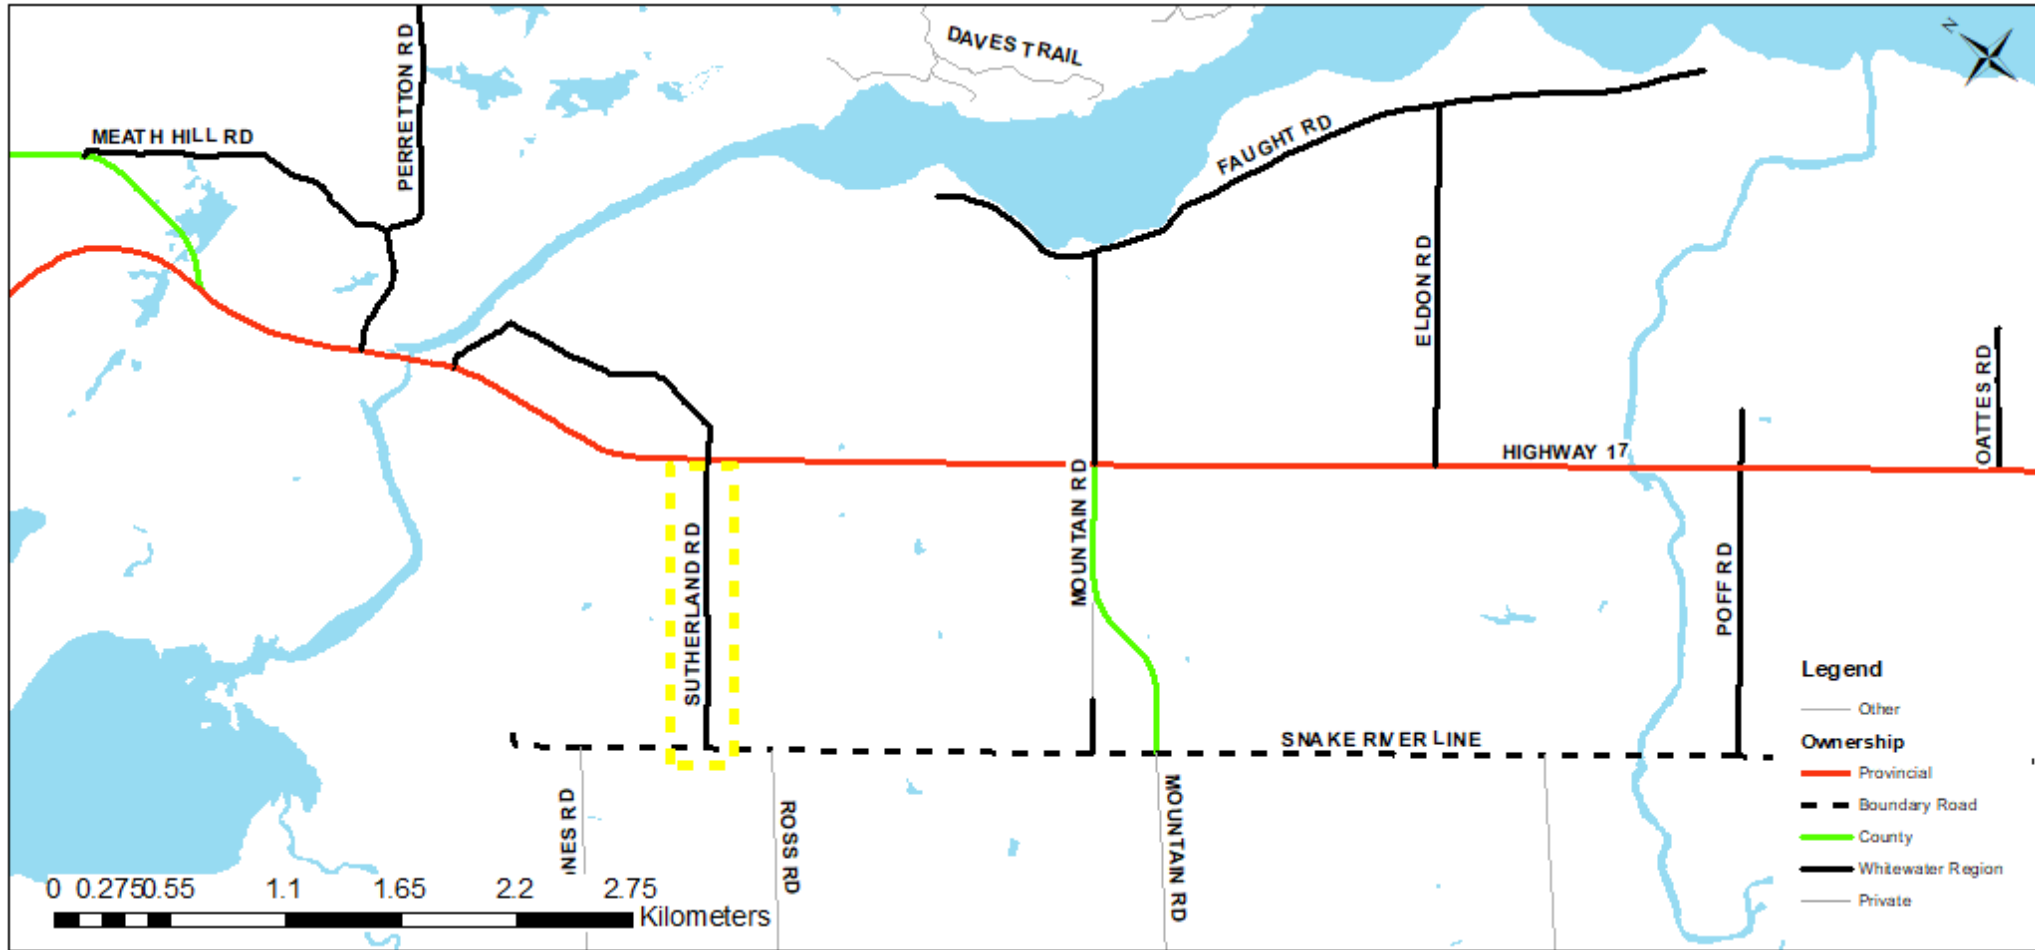 DAVES TRAIL
N
PERRETTON RD
MEATH HILL RD
FAUGHT RD
ELDON RD
OATTES RD
HIGHWAY 17
MOUNTAIN RD
SUTHERLAND RD
POFF RD
SNAKE RIVER LINE
NES RD
ROSS RD
MOUNTAIN RD
Legend
Other
Ownership
Provincial
Boundary Road
County
Whitewater Region
Private
0 0.275 0.55 1.1 1.65 2.2 2.75
Kilometers